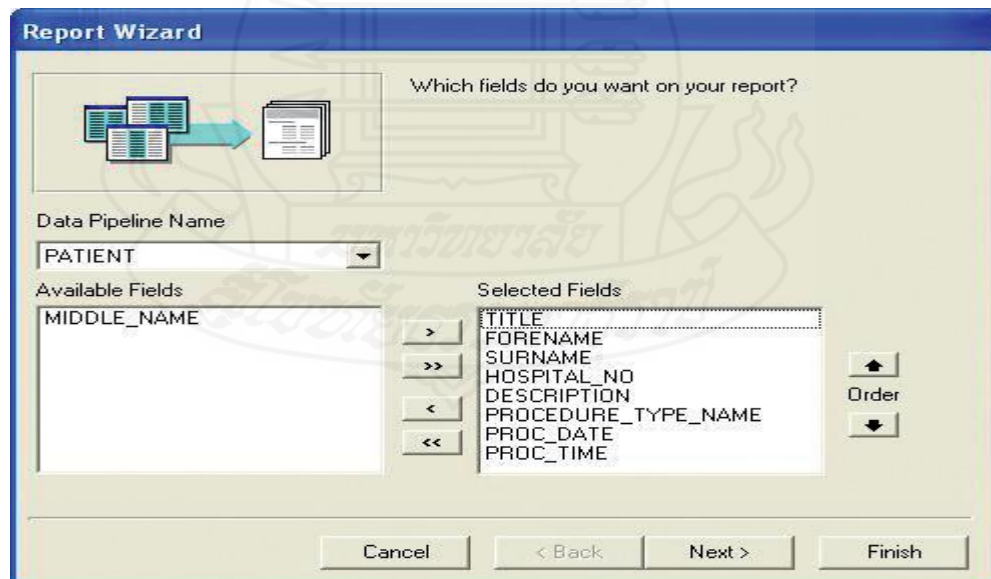 Report Wizard
Which fields do you want on your report?
Data Pipeline Name
PATIENT
Available Fields
MIDDLE_NAME
>
>>
<
<<
Selected Fields
TITLE
FORENAME
SURNAME
HOSPITAL_NO
DESCRIPTION
PROCEDURE_TYPE_NAME
PROC_DATE
PROC_TIME
Order
Cancel
< Back
Next >
Finish